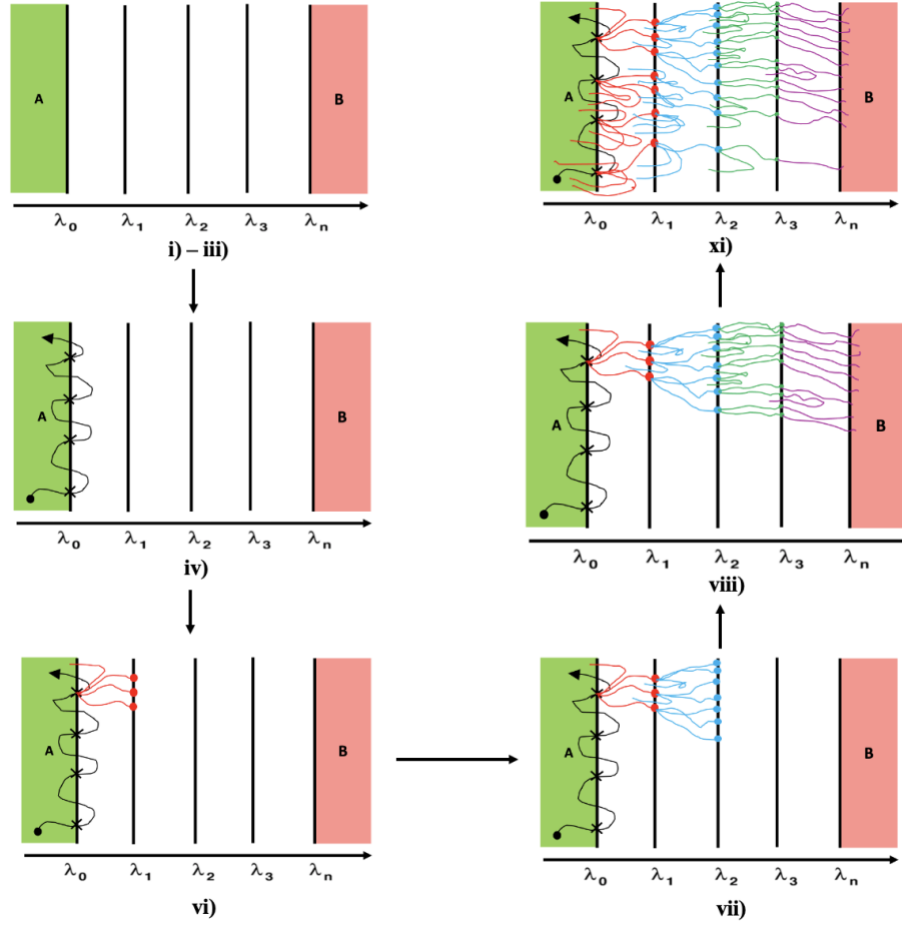 A B
λ₀ λ₁ λ₂ λ₃ λₙ
i) – iii)
A B
λ₀ λ₁ λ₂ λ₃ λₙ
iv)
A B
λ₀ λ₁ λ₂ λ₃ λₙ
vi)
A B
λ₀ λ₁ λ₂ λ₃ λₙ
vii)
A B
λ₀ λ₁ λ₂ λ₃ λₙ
viii)
A B
λ₀ λ₁ λ₂ λ₃ λₙ
xi)